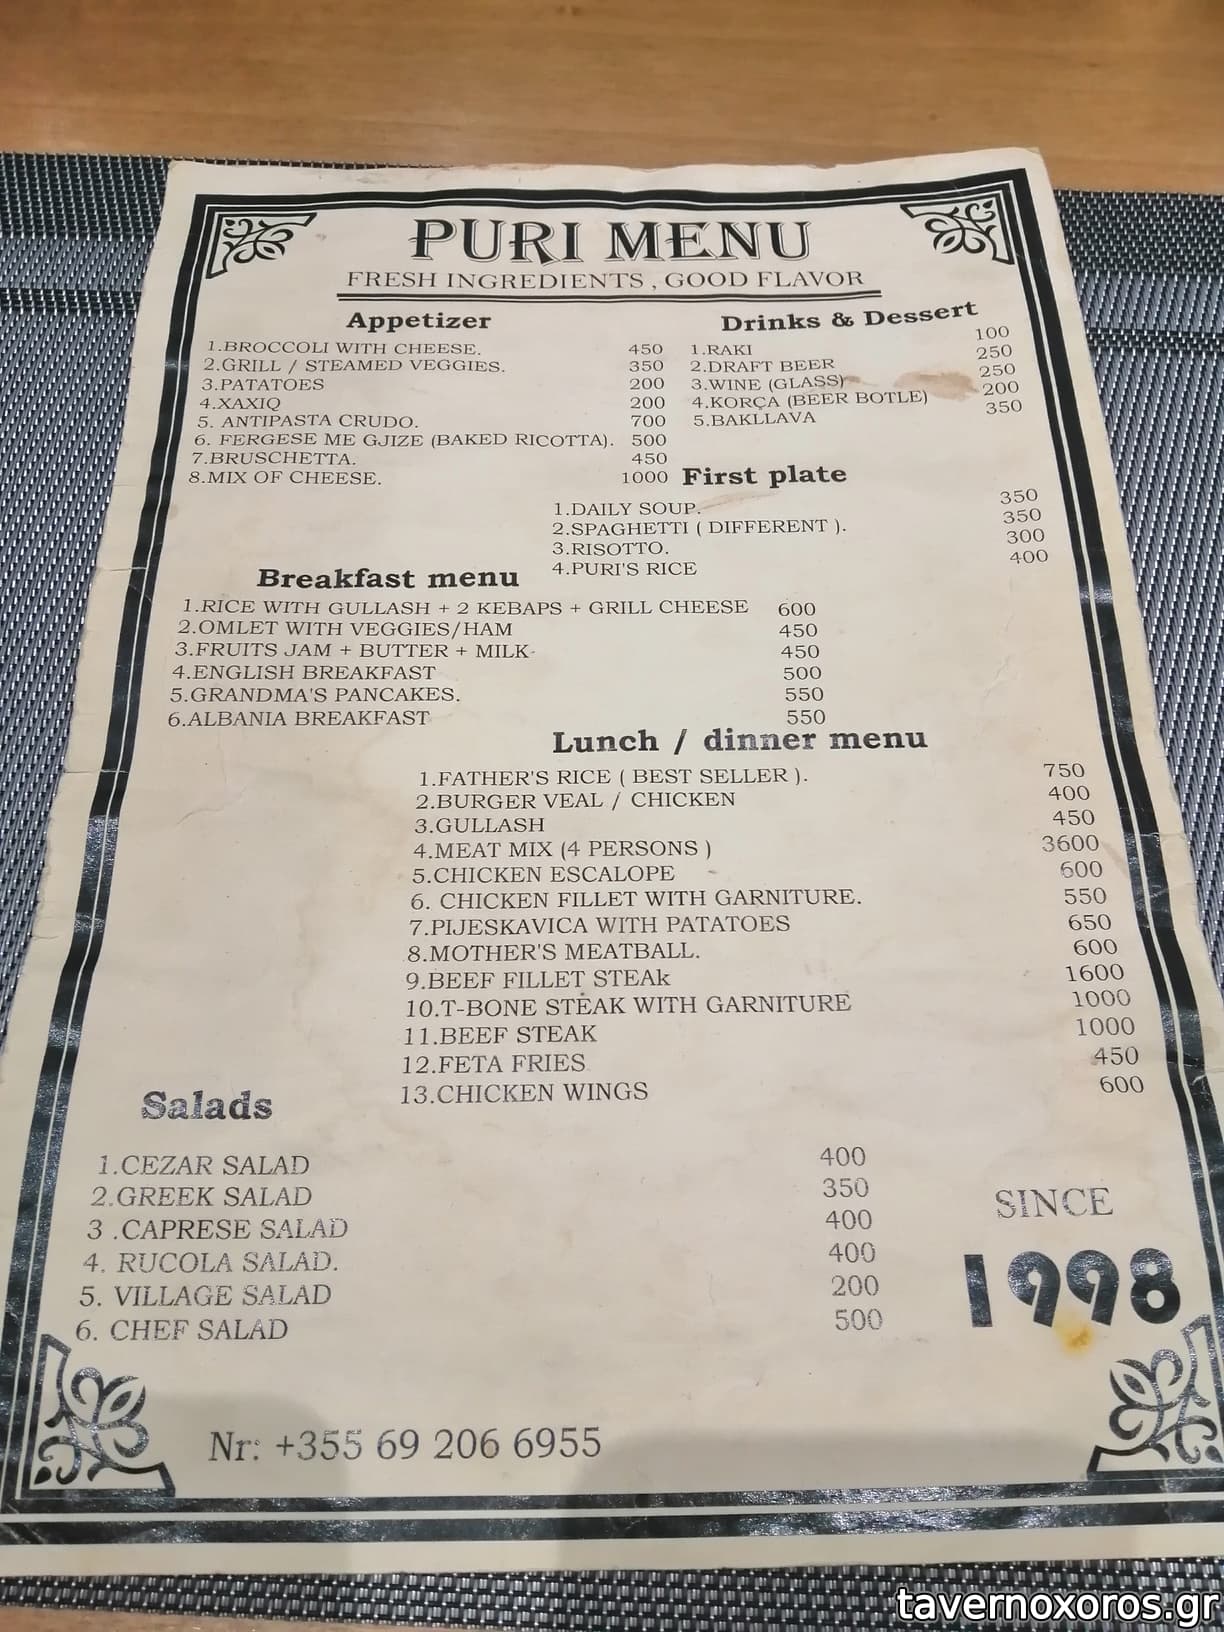 PURI MENU
FRESH INGREDIENTS , GOOD FLAVOR
Appetizer
1.BROCCOLI WITH CHEESE. 450
2.GRILL / STEAMED VEGGIES. 350
3.PATATOES 200
4.XAXIQ 200
5. ANTIPASTA CRUDO. 700
6. FERGESE ME GJIZE (BAKED RICOTTA). 500
7.BRUSCHETTA. 450
8.MIX OF CHEESE. 1000
Drinks & Dessert
1.RAKI 100
2.DRAFT BEER 250
3.WINE (GLASS) 250
4.KORÇA (BEER BOTLE) 200
5.BAKLLAVA 350
First plate
1.DAILY SOUP. 350
2.SPAGHETTI ( DIFFERENT ). 350
3.RISOTTO. 300
4.PURI'S RICE 400
Breakfast menu
1.RICE WITH GULLASH + 2 KEBAPS + GRILL CHEESE 600
2.OMLET WITH VEGGIES/HAM 450
3.FRUITS JAM + BUTTER + MILK 450
4.ENGLISH BREAKFAST 500
5.GRANDMA'S PANCAKES. 550
6.ALBANIA BREAKFAST 550
Lunch / dinner menu
1.FATHER'S RICE ( BEST SELLER ). 750
2.BURGER VEAL / CHICKEN 400
3.GULLASH 450
4.MEAT MIX (4 PERSONS ) 3600
5.CHICKEN ESCALOPE 600
6. CHICKEN FILLET WITH GARNITURE. 550
7.PIJESKAVICA WITH PATATOES 650
8.MOTHER'S MEATBALL. 600
9.BEEF FILLET STEAk 1600
10.T-BONE STEAK WITH GARNITURE 1000
11.BEEF STEAK 1000
12.FETA FRIES 450
13.CHICKEN WINGS 600
Salads
1.CEZAR SALAD 400
2.GREEK SALAD 350
3 .CAPRESE SALAD 400
4. RUCOLA SALAD. 400
5. VILLAGE SALAD 200
6. CHEF SALAD 500
SINCE
1998
Nr: +355 69 206 6955
tavernoxoros.gr